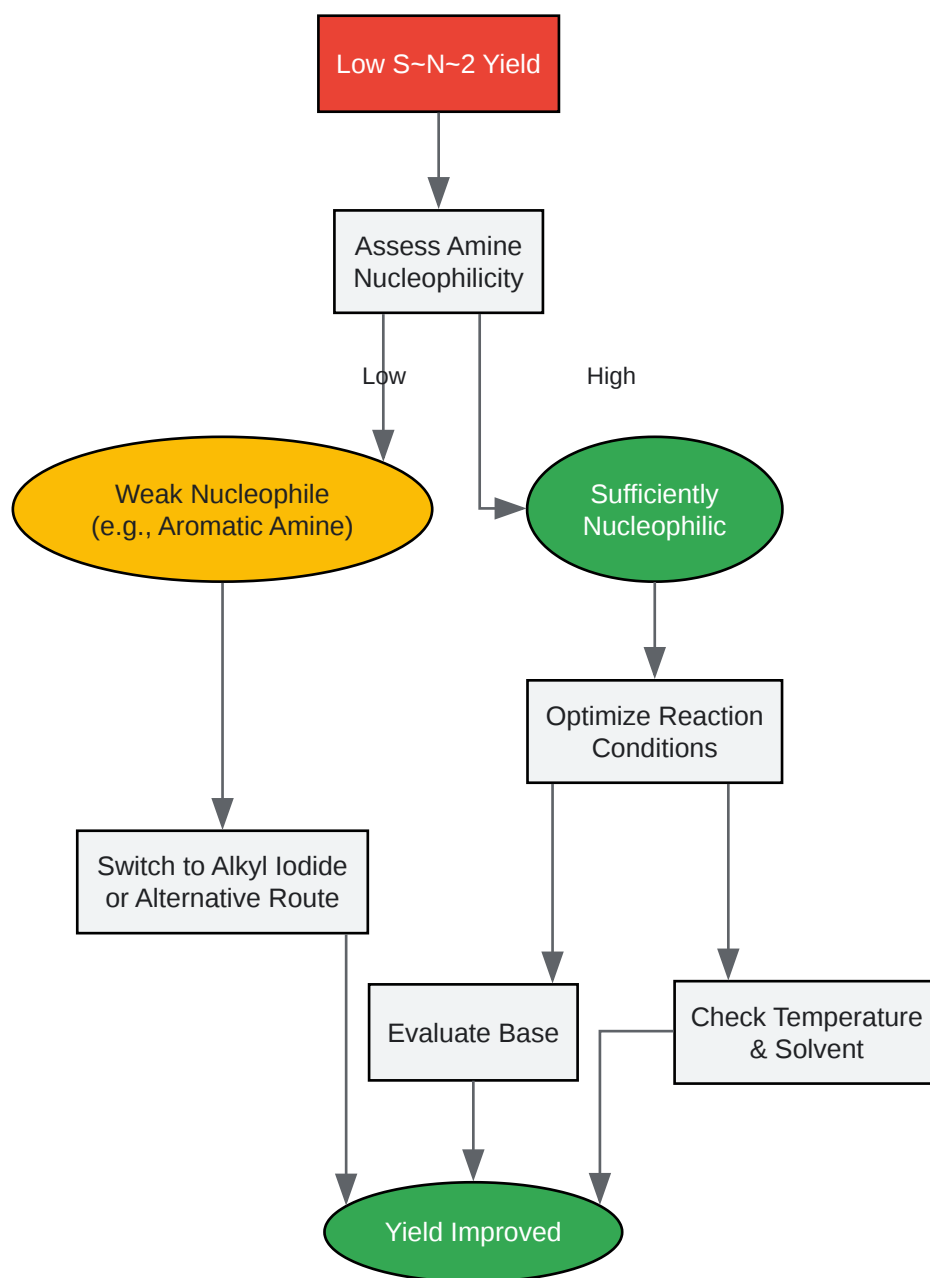 Low S~N~2 Yield
Assess Amine
Nucleophilicity
Low
High
Weak Nucleophile
(e.g., Aromatic Amine)
Sufficiently
Nucleophilic
Optimize Reaction
Conditions
Switch to Alkyl Iodide
or Alternative Route
Evaluate Base
Check Temperature
& Solvent
Yield Improved